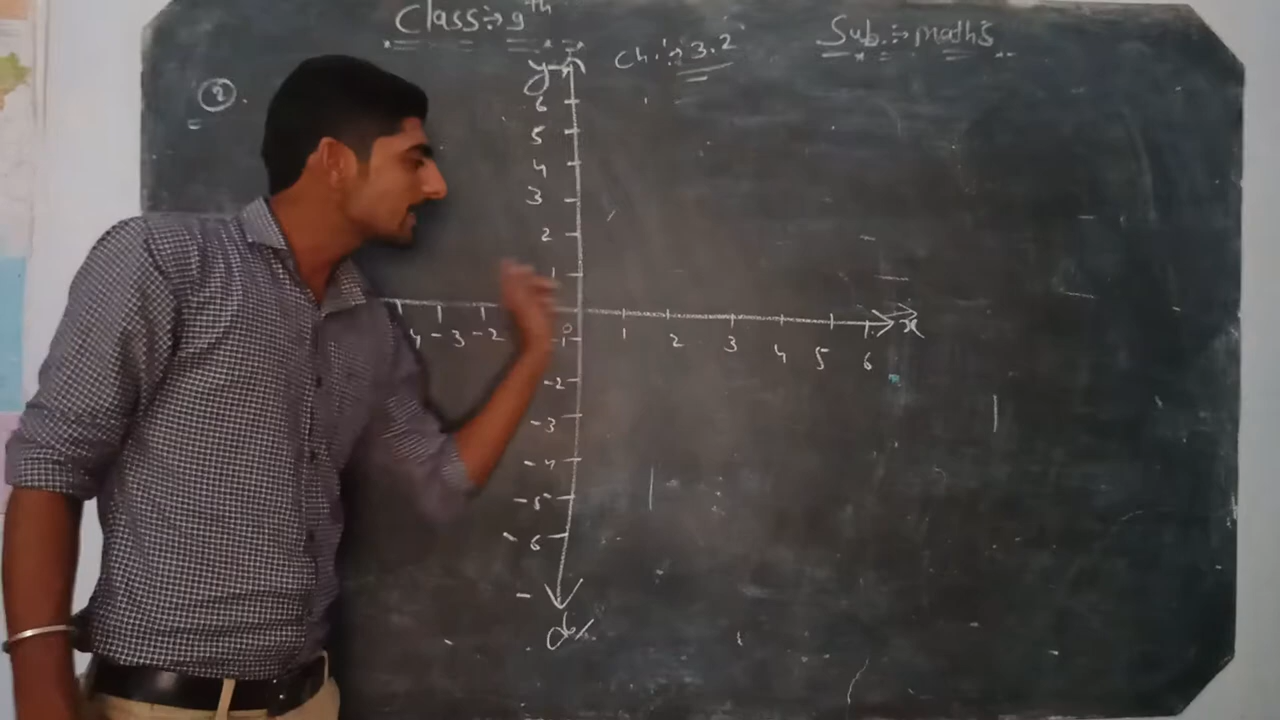 Class :- 9th
Sub. :- maths
Ch. :- 3.2
2.
y
6
5
4
3
2
1
4 -3 -2 0 1 2 3 4 5 6 x
-1
-2
-3
-4
-5
-6
-